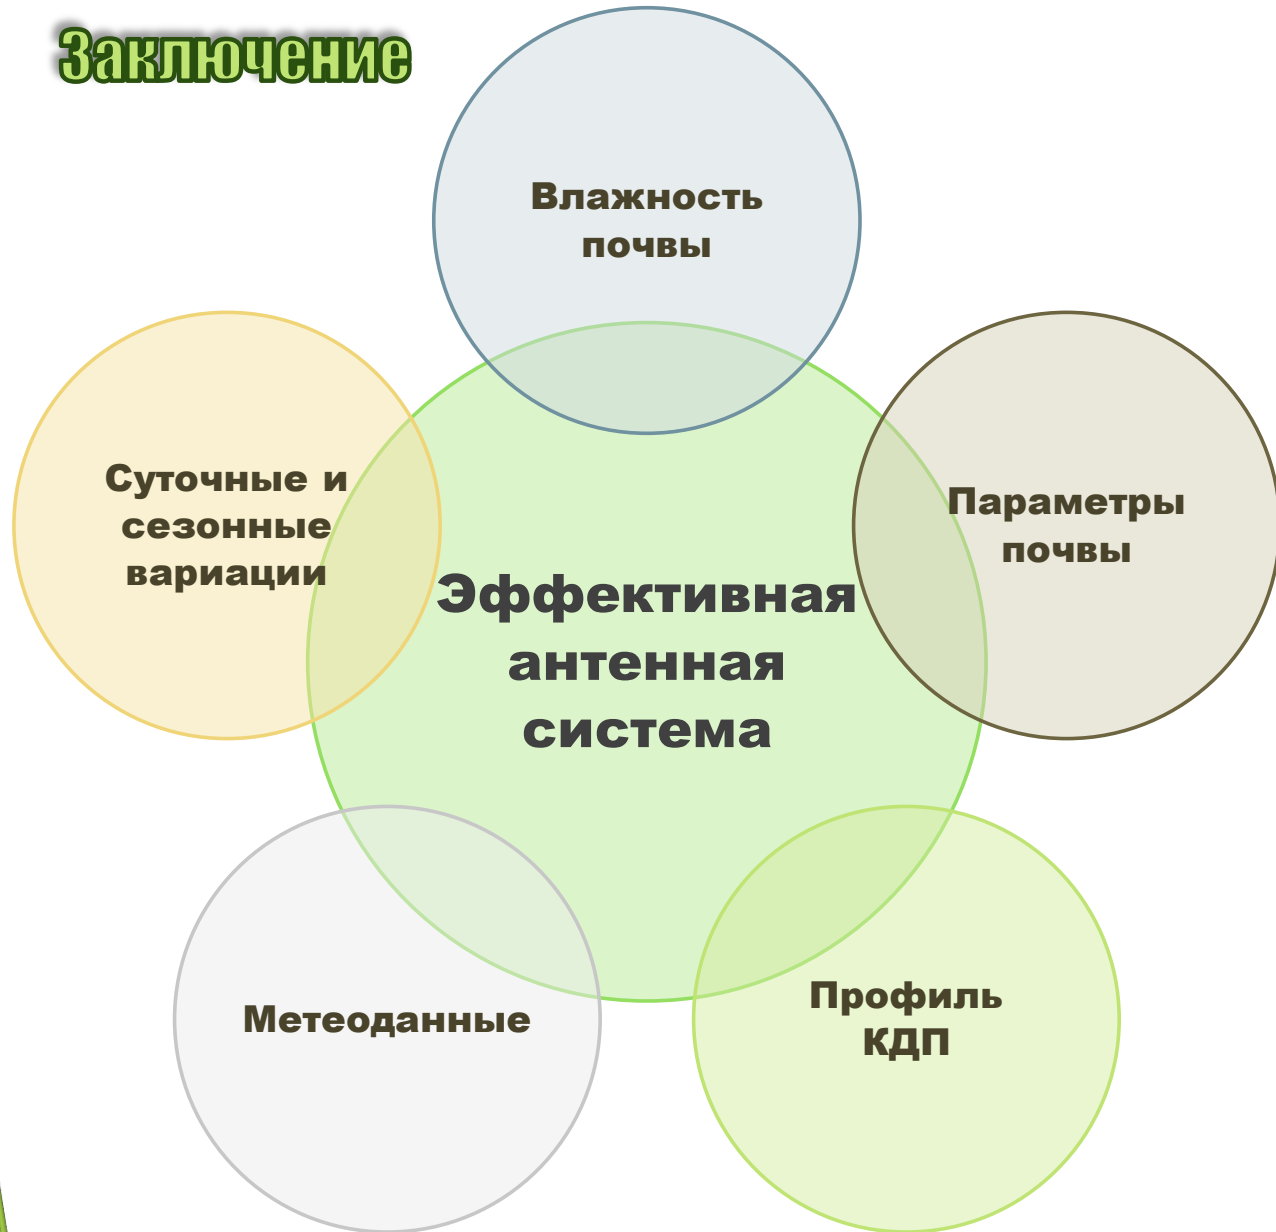 Заключение
Влажность
почвы
Суточные и
сезонные
вариации
Параметры
почвы
Эффективная
антенная
система
Метеоданные
Профиль
КДП